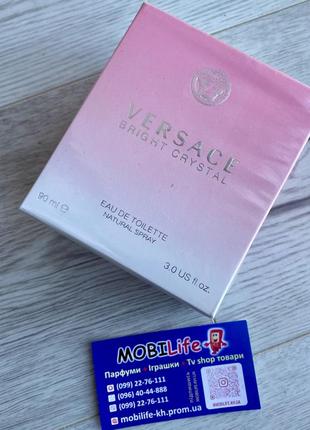 VERSACE
BRIGHT CRYSTAL
EAU DE TOILETTE
NATURAL SPRAY
90 ml e
3.0 US fl oz.
MOBILife
Парфуми Іграшки Tv shop товари
(099) 22-76-111
(096) 40-44-888
(099) 22-76-111
mobilife-kh.prom.ua